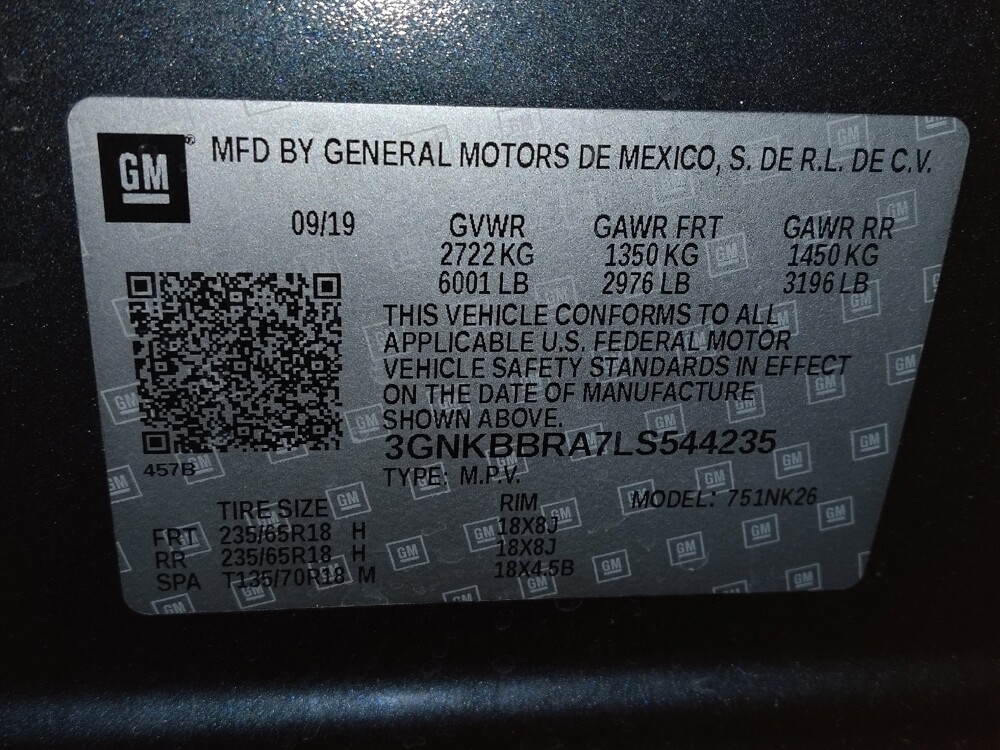 GM
MFD BY GENERAL MOTORS DE MEXICO, S. DE R.L. DE C.V.
09/19 GVWR GAWR FRT GAWR RR
2722 KG 1350 KG 1450 KG
6001 LB 2976 LB 3196 LB
THIS VEHICLE CONFORMS TO ALL
APPLICABLE U.S. FEDERAL MOTOR
VEHICLE SAFETY STANDARDS IN EFFECT
ON THE DATE OF MANUFACTURE
SHOWN ABOVE.
3GNKBBRA7LS544235
457B
TYPE: M.P.V.
TIRE SIZE RIM MODEL: 751NK26
FRT 235/65R18 H 18X8J
RR 235/65R18 H 18X8J
SPA T135/70R18 M 18X4.5B